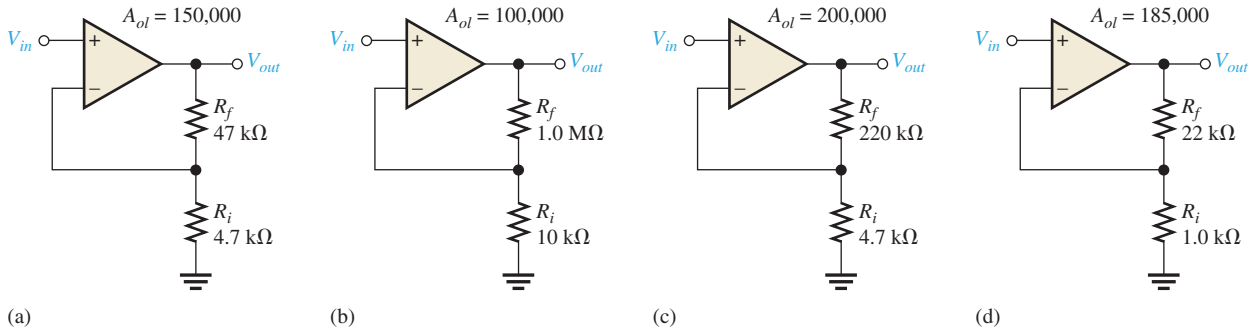 A_ol = 150,000
V_in
+
−
V_out
R_f
47 kΩ
R_i
4.7 kΩ
(a)
A_ol = 100,000
V_in
+
−
V_out
R_f
1.0 MΩ
R_i
10 kΩ
(b)
A_ol = 200,000
V_in
+
−
V_out
R_f
220 kΩ
R_i
4.7 kΩ
(c)
A_ol = 185,000
V_in
+
−
V_out
R_f
22 kΩ
R_i
1.0 kΩ
(d)